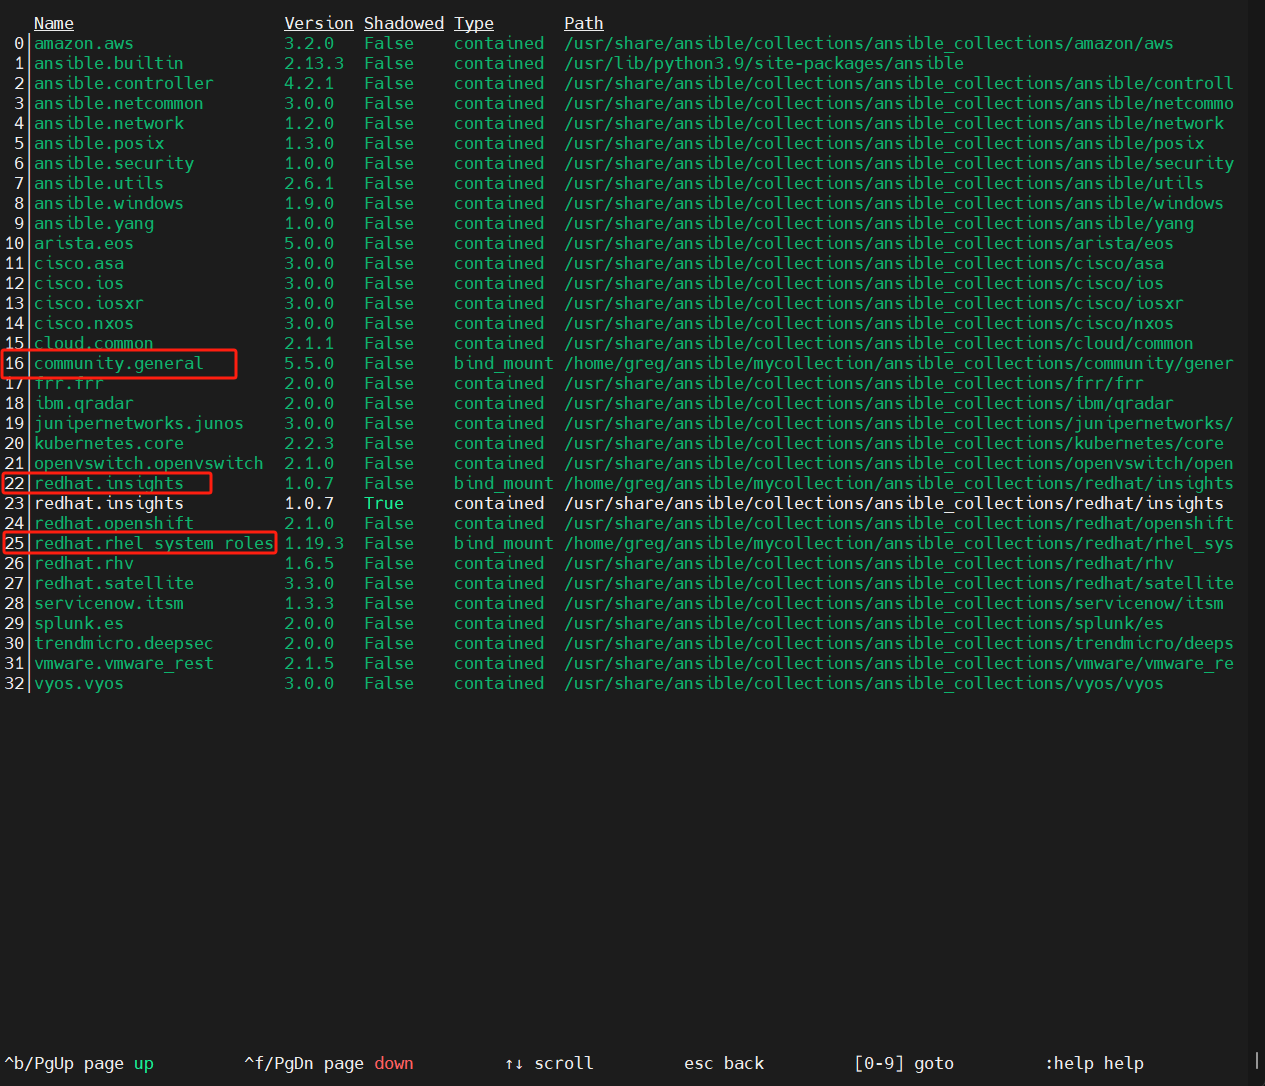 Name Version Shadowed Type Path
0 amazon.aws 3.2.0 False contained /usr/share/ansible/collections/ansible_collections/amazon/aws
1 ansible.builtin 2.13.3 False contained /usr/lib/python3.9/site-packages/ansible
2 ansible.controller 4.2.1 False contained /usr/share/ansible/collections/ansible_collections/ansible/controll
3 ansible.netcommon 3.0.0 False contained /usr/share/ansible/collections/ansible_collections/ansible/netcommo
4 ansible.network 1.2.0 False contained /usr/share/ansible/collections/ansible_collections/ansible/network
5 ansible.posix 1.3.0 False contained /usr/share/ansible/collections/ansible_collections/ansible/posix
6 ansible.security 1.0.0 False contained /usr/share/ansible/collections/ansible_collections/ansible/security
7 ansible.utils 2.6.1 False contained /usr/share/ansible/collections/ansible_collections/ansible/utils
8 ansible.windows 1.9.0 False contained /usr/share/ansible/collections/ansible_collections/ansible/windows
9 ansible.yang 1.0.0 False contained /usr/share/ansible/collections/ansible_collections/ansible/yang
10 arista.eos 5.0.0 False contained /usr/share/ansible/collections/ansible_collections/arista/eos
11 cisco.asa 3.0.0 False contained /usr/share/ansible/collections/ansible_collections/cisco/asa
12 cisco.ios 3.0.0 False contained /usr/share/ansible/collections/ansible_collections/cisco/ios
13 cisco.iosxr 3.0.0 False contained /usr/share/ansible/collections/ansible_collections/cisco/iosxr
14 cisco.nxos 3.0.0 False contained /usr/share/ansible/collections/ansible_collections/cisco/nxos
15 cloud.common 2.1.1 False contained /usr/share/ansible/collections/ansible_collections/cloud/common
16 community.general 5.5.0 False bind_mount /home/greg/ansible/mycollection/ansible_collections/community/gener
17 frr.frr 2.0.0 False contained /usr/share/ansible/collections/ansible_collections/frr/frr
18 ibm.qradar 2.0.0 False contained /usr/share/ansible/collections/ansible_collections/ibm/qradar
19 junipernetworks.junos 3.0.0 False contained /usr/share/ansible/collections/ansible_collections/junipernetworks/
20 kubernetes.core 2.2.3 False contained /usr/share/ansible/collections/ansible_collections/kubernetes/core
21 openvswitch.openvswitch 2.1.0 False contained /usr/share/ansible/collections/ansible_collections/openvswitch/open
22 redhat.insights 1.0.7 False bind_mount /home/greg/ansible/mycollection/ansible_collections/redhat/insights
23 redhat.insights 1.0.7 True contained /usr/share/ansible/collections/ansible_collections/redhat/insights
24 redhat.openshift 2.1.0 False contained /usr/share/ansible/collections/ansible_collections/redhat/openshift
25 redhat.rhel_system_roles 1.19.3 False bind_mount /home/greg/ansible/mycollection/ansible_collections/redhat/rhel_sys
26 redhat.rhv 1.6.5 False contained /usr/share/ansible/collections/ansible_collections/redhat/rhv
27 redhat.satellite 3.3.0 False contained /usr/share/ansible/collections/ansible_collections/redhat/satellite
28 servicenow.itsm 1.3.3 False contained /usr/share/ansible/collections/ansible_collections/servicenow/itsm
29 splunk.es 2.0.0 False contained /usr/share/ansible/collections/ansible_collections/splunk/es
30 trendmicro.deepsec 2.0.0 False contained /usr/share/ansible/collections/ansible_collections/trendmicro/deeps
31 vmware.vmware_rest 2.1.5 False contained /usr/share/ansible/collections/ansible_collections/vmware/vmware_re
32 vyos.vyos 3.0.0 False contained /usr/share/ansible/collections/ansible_collections/vyos/vyos
^b/PgUp page up ^f/PgDn page down ↑↓ scroll esc back [0-9] goto :help help